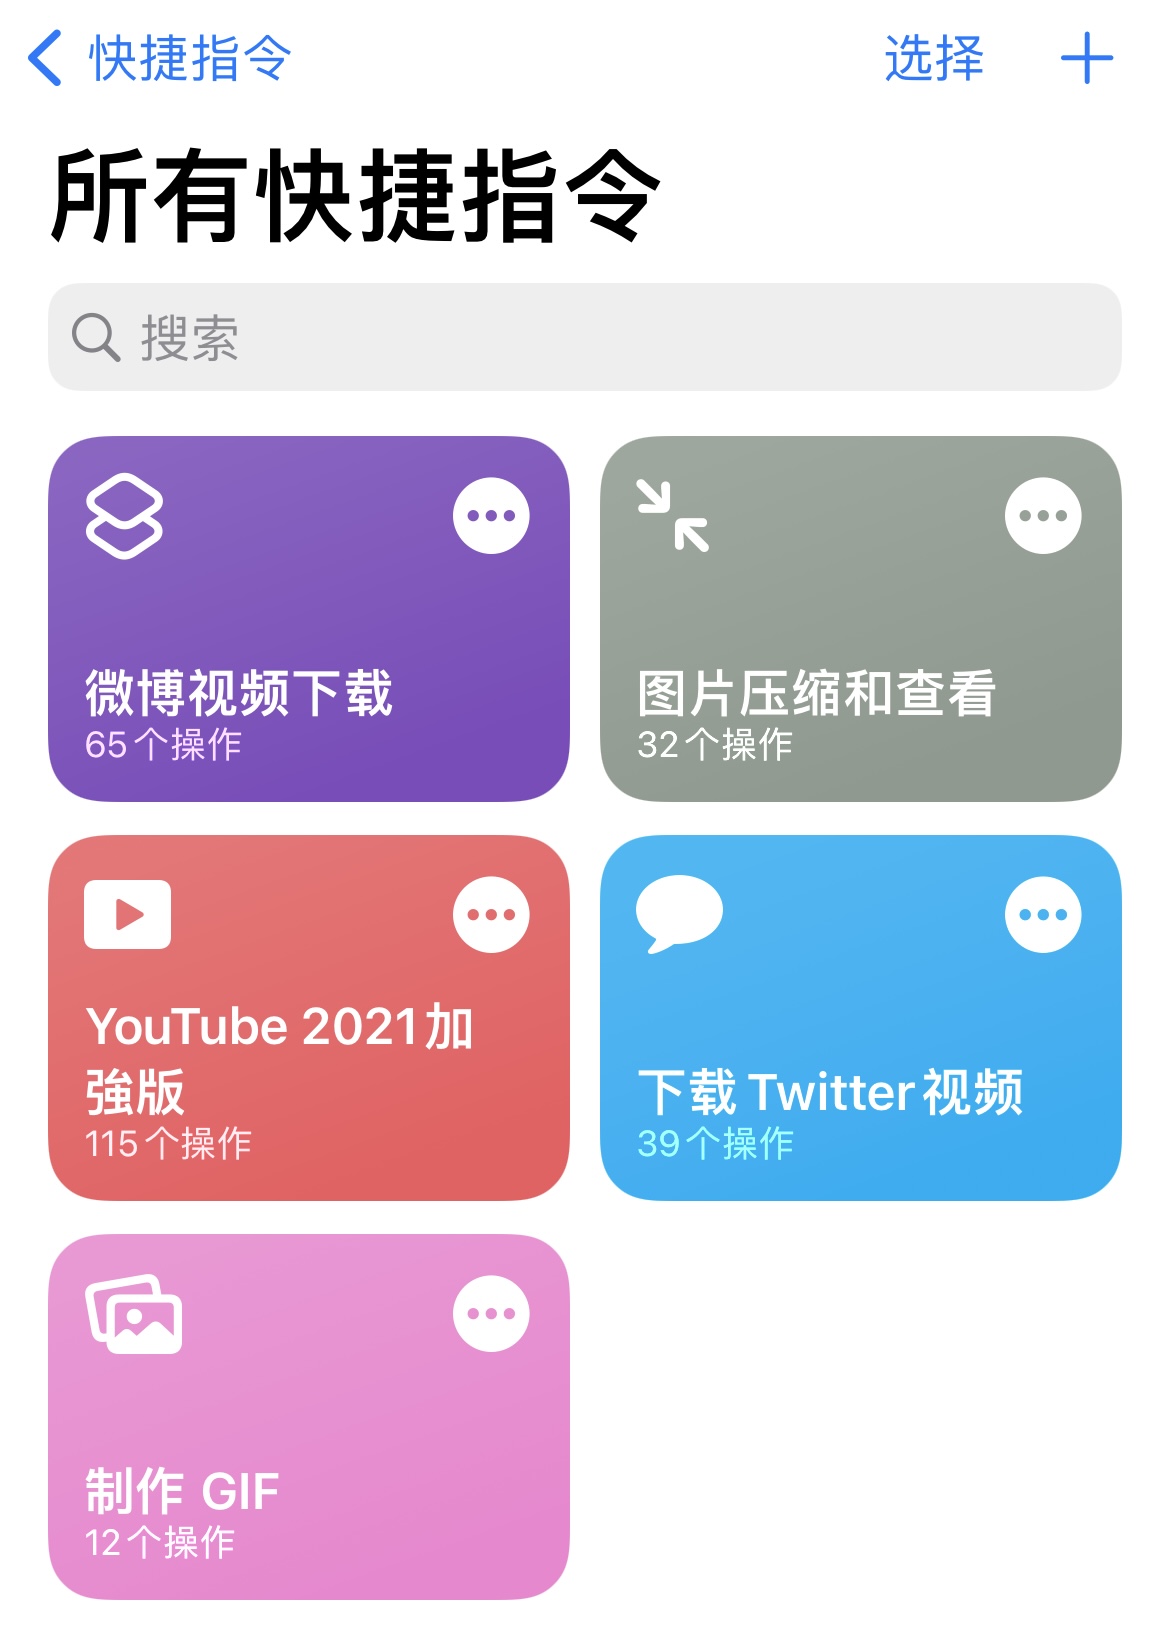 快捷指令
选择
所有快捷指令
搜索
微博视频下载
65个操作
图片压缩和查看
32个操作
YouTube 2021加
強版
115个操作
下载 Twitter 视频
39个操作
制作 GIF
12个操作